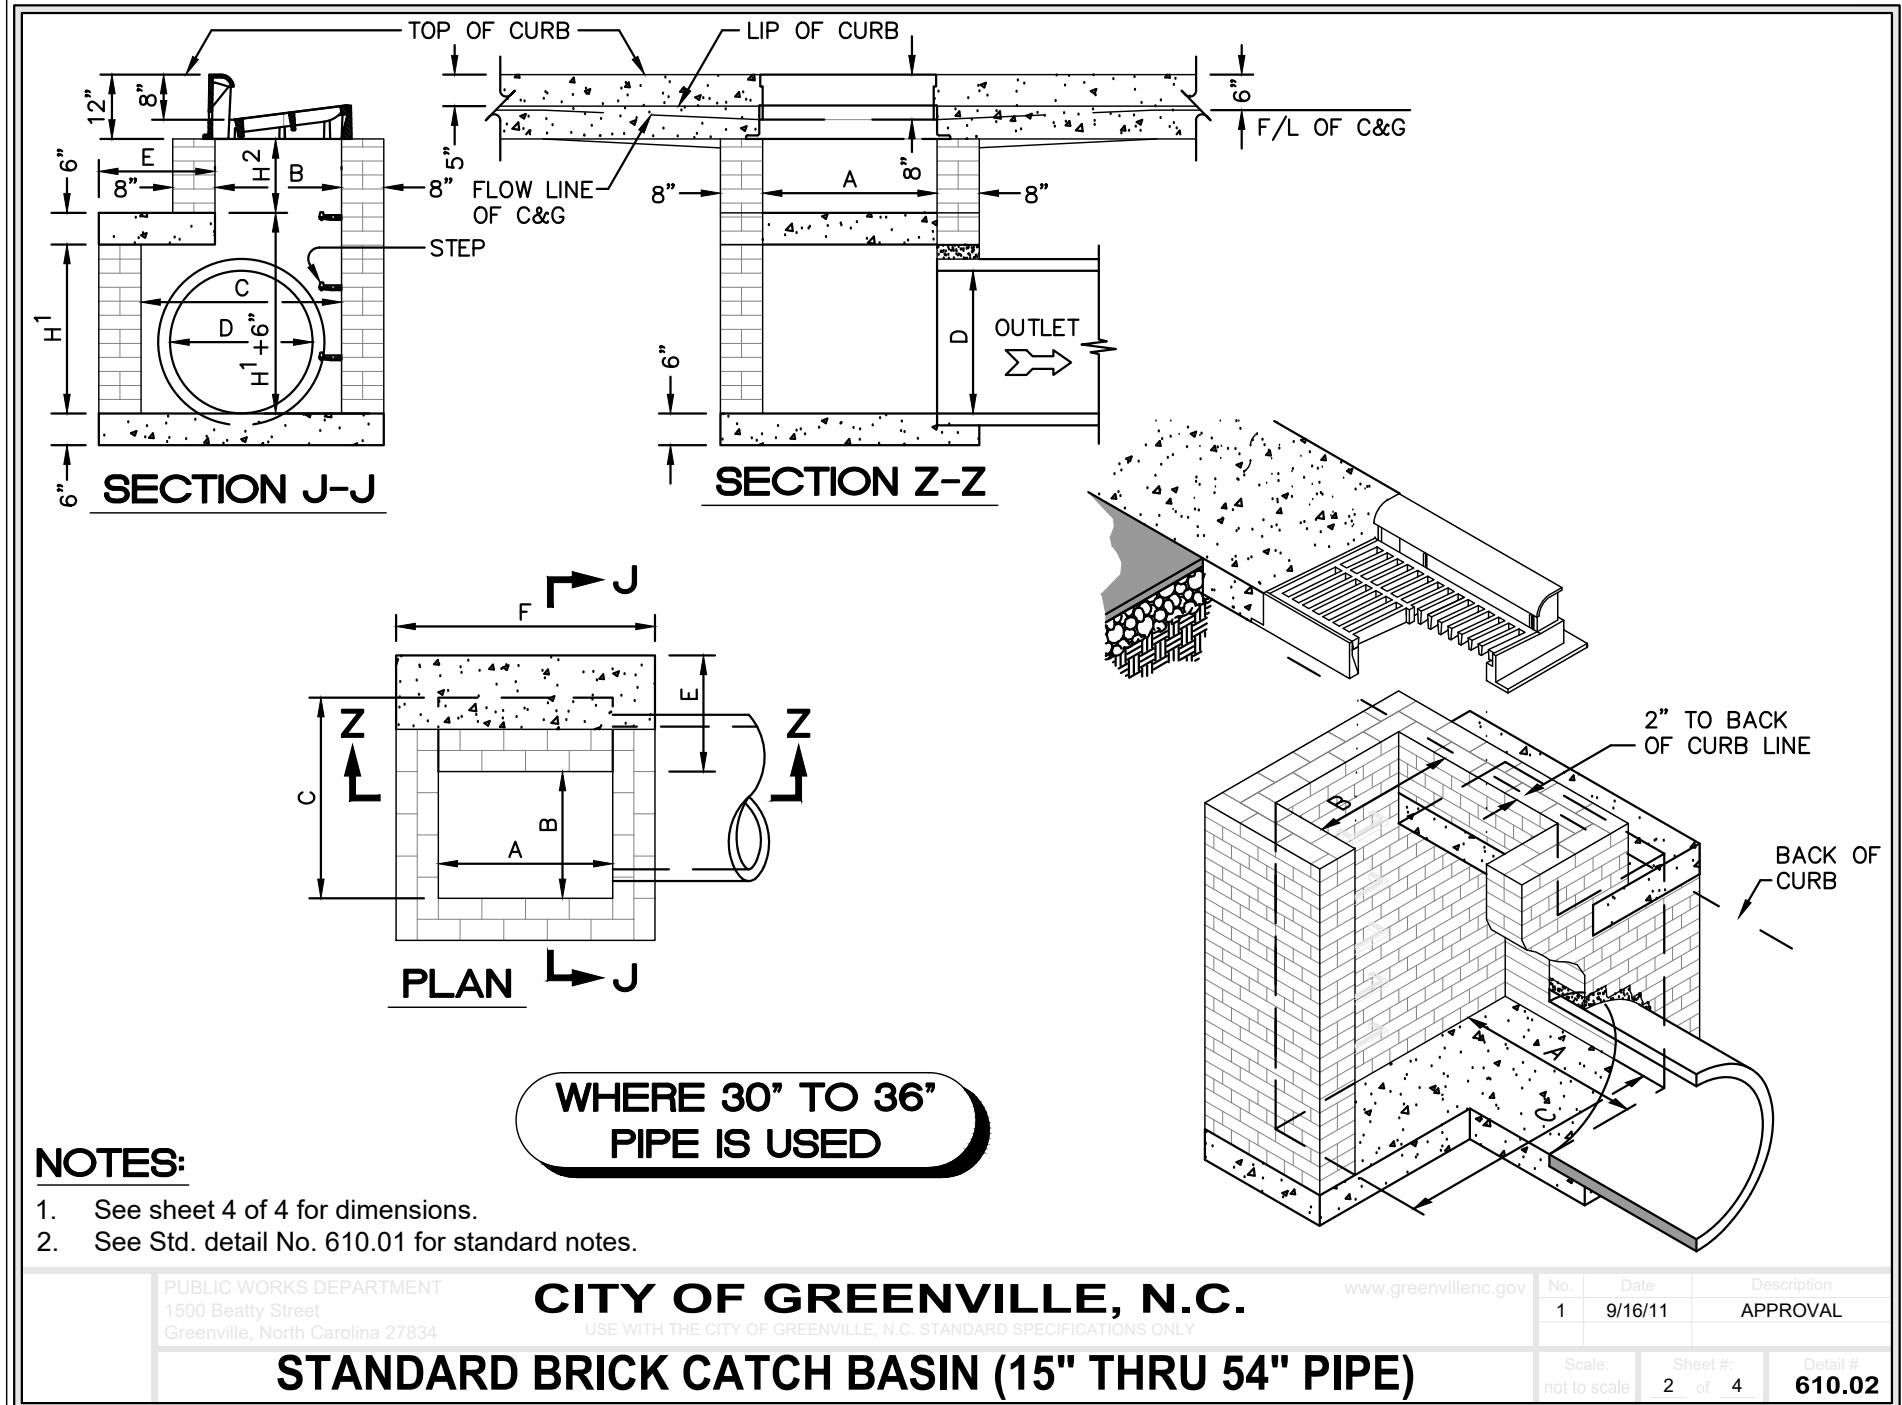 TOP OF CURB
LIP OF CURB
12"
8"
6"
E
8"
H2
B
8"
5"
FLOW LINE
OF C&G
STEP
C
D
H1
H1 +6"
6"
SECTION J-J
8"
A
8"
8"
6"
F/L OF C&G
D
OUTLET
6"
SECTION Z-Z
J
F
E
Z
Z
C
B
A
J
PLAN
2" TO BACK
OF CURB LINE
B
BACK OF
CURB
A
C
WHERE 30" TO 36"
PIPE IS USED
NOTES:
1. See sheet 4 of 4 for dimensions.
2. See Std. detail No. 610.01 for standard notes.
PUBLIC WORKS DEPARTMENT
1500 Beatty Street
Greenville, North Carolina 27834
CITY OF GREENVILLE, N.C.
www.greenvillenc.gov
USE WITH THE CITY OF GREENVILLE, N.C. STANDARD SPECIFICATIONS ONLY
STANDARD BRICK CATCH BASIN (15" THRU 54" PIPE)
No. Date Description
1 9/16/11 APPROVAL
Scale: Sheet #: Detail #
not to scale 2 of 4 610.02